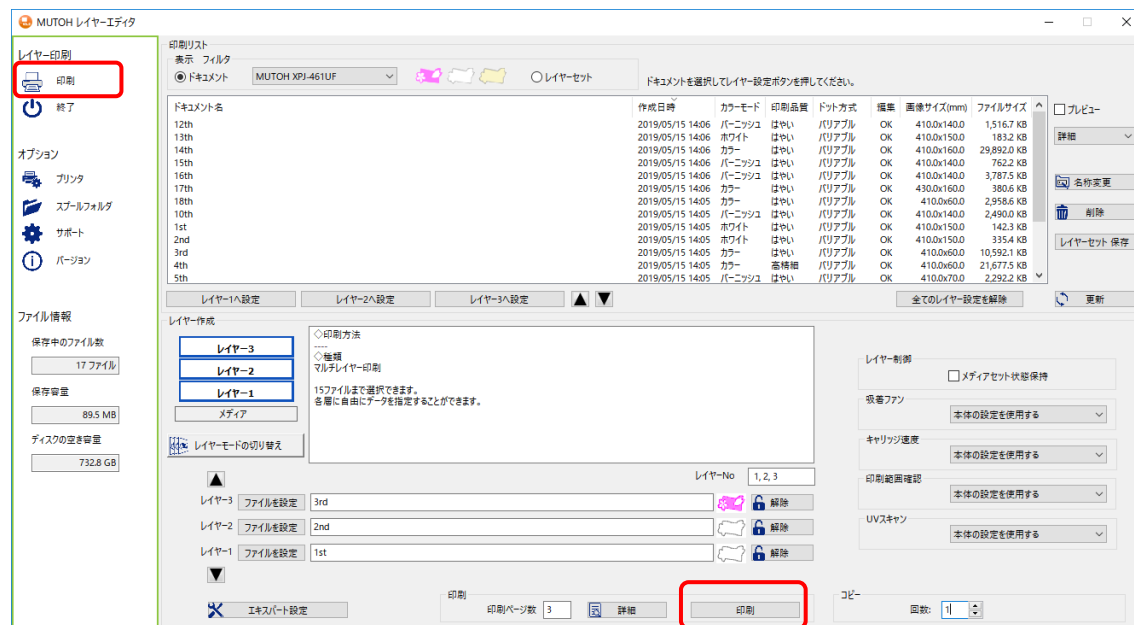 MUTOH レイヤーエディタ
レイヤー印刷
印刷
終了
オプション
プリンタ
スプールフォルダ
サポート
バージョン
ファイル情報
保存中のファイル数
17 ファイル
保存容量
89.5 MB
ディスクの空き容量
732.8 GB
印刷リスト
表示 フィルタ
ドキュメント MUTOH XPJ-461UF レイヤーセット ドキュメントを選択してレイヤー設定ボタンを押してください。
ドキュメント名 作成日時 カラーモード 印刷品質 ドット方式 編集 画像サイズ(mm) ファイルサイズ
12th 2019/05/15 14:06 バーニッシュ はやい バリアブル OK 410.0x140.0 1,516.7 KB
13th 2019/05/15 14:06 ホワイト はやい バリアブル OK 410.0x150.0 183.2 KB
14th 2019/05/15 14:06 カラー はやい バリアブル OK 410.0x160.0 29,892.0 KB
15th 2019/05/15 14:06 バーニッシュ はやい バリアブル OK 410.0x140.0 762.2 KB
16th 2019/05/15 14:06 バーニッシュ はやい バリアブル OK 410.0x140.0 3,787.5 KB
17th 2019/05/15 14:06 カラー はやい バリアブル OK 430.0x160.0 380.6 KB
18th 2019/05/15 14:05 カラー はやい バリアブル OK 410.0x60.0 2,958.6 KB
10th 2019/05/15 14:05 バーニッシュ はやい バリアブル OK 410.0x140.0 2,490.0 KB
1st 2019/05/15 14:05 ホワイト はやい バリアブル OK 410.0x150.0 142.3 KB
2nd 2019/05/15 14:05 ホワイト はやい バリアブル OK 410.0x150.0 335.4 KB
3rd 2019/05/15 14:05 カラー はやい バリアブル OK 410.0x60.0 10,592.1 KB
4th 2019/05/15 14:05 カラー 高精細 バリアブル OK 410.0x60.0 21,677.5 KB
5th 2019/05/15 14:05 バーニッシュ はやい バリアブル OK 410.0x70.0 2,292.2 KB
プレビュー
詳細
名称変更
削除
レイヤーセット 保存
レイヤー1へ設定 レイヤー2へ設定 レイヤー3へ設定 ▲ ▼ 全てのレイヤー設定を解除 更新
レイヤー作成
レイヤー3
レイヤー2
レイヤー1
メディア
レイヤーモードの切り替え
◇印刷方法
----
◇種類
マルチレイヤー印刷
15ファイルまで選択できます。
各層に自由にデータを指定することができます。
レイヤーNo 1, 2, 3
▲
レイヤー3 ファイルを設定 3rd 解除
レイヤー2 ファイルを設定 2nd 解除
レイヤー1 ファイルを設定 1st 解除
▼
レイヤー制御
メディアセット状態保持
吸着ファン
本体の設定を使用する
キャリッジ速度
本体の設定を使用する
印刷範囲確認
本体の設定を使用する
UVスキャン
本体の設定を使用する
エキスパート設定
印刷
印刷ページ数 3 詳細 印刷
コピー
回数: 1